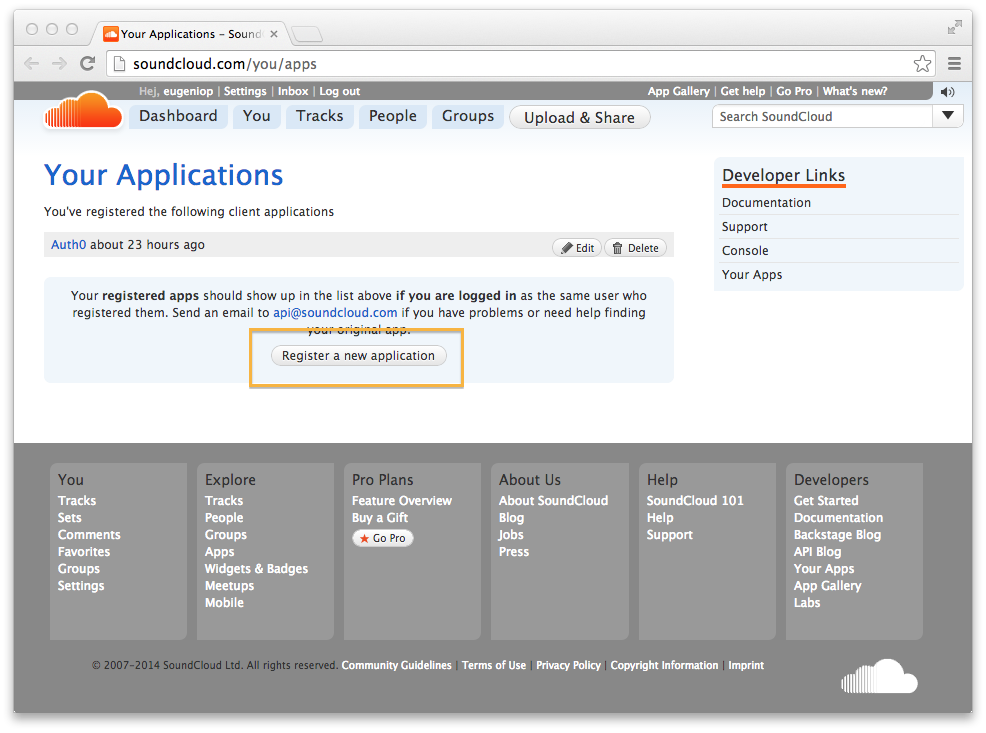 Your Applications – Sound
soundcloud.com/you/apps
Hej, eugeniop | Settings | Inbox | Log out
App Gallery | Get help | Go Pro | What's new?
Dashboard
You
Tracks
People
Groups
Upload & Share
Search SoundCloud
Your Applications
You've registered the following client applications
Auth0 about 23 hours ago
Edit
Delete
Your registered apps should show up in the list above if you are logged in as the same user who
registered them. Send an email to api@soundcloud.com if you have problems or need help finding
your original app.
Register a new application
Developer Links
Documentation
Support
Console
Your Apps
You
Tracks
Sets
Comments
Favorites
Groups
Settings
Explore
Tracks
People
Groups
Apps
Widgets & Badges
Meetups
Mobile
Pro Plans
Feature Overview
Buy a Gift
Go Pro
About Us
About SoundCloud
Blog
Jobs
Press
Help
SoundCloud 101
Help
Support
Developers
Get Started
Documentation
Backstage Blog
API Blog
Your Apps
App Gallery
Labs
© 2007–2014 SoundCloud Ltd. All rights reserved. Community Guidelines | Terms of Use | Privacy Policy | Copyright Information | Imprint